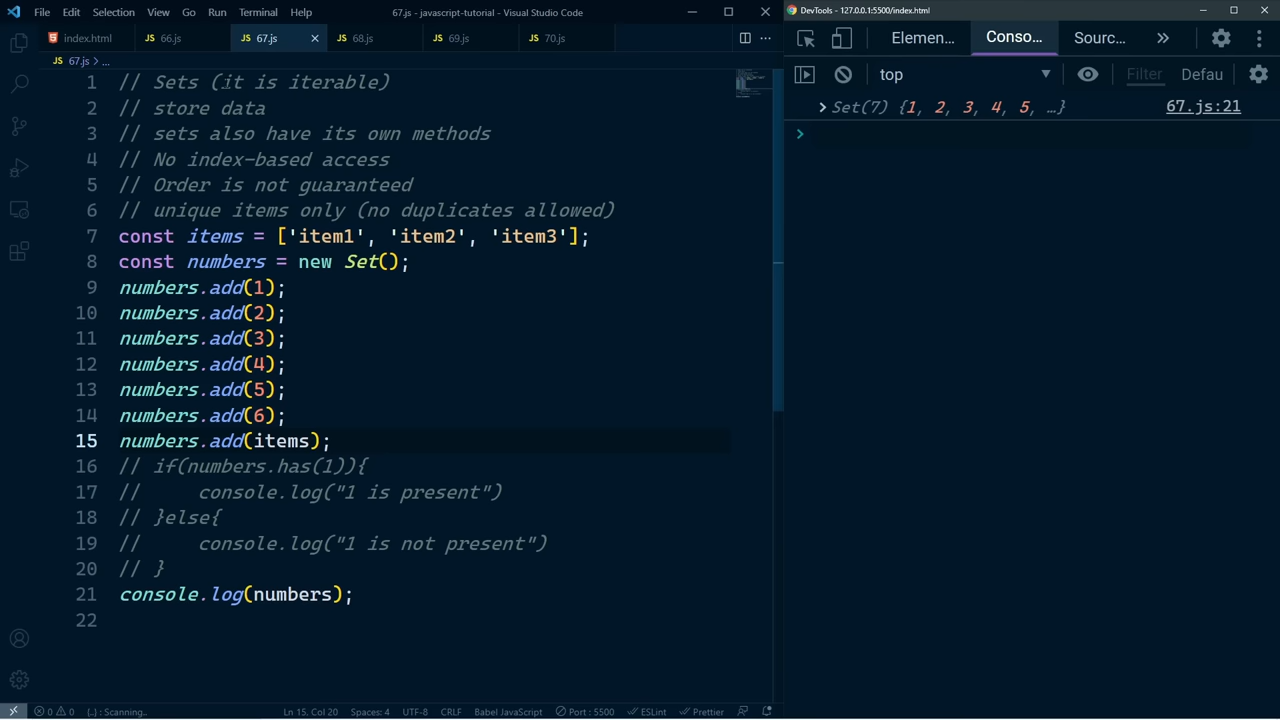 File Edit Selection View Go Run Terminal Help 67.js - javascript-tutorial - Visual Studio Code
index.html JS 66.js JS 67.js JS 68.js JS 69.js JS 70.js
JS 67.js > ...
1 // Sets (it is iterable)
2 // store data
3 // sets also have its own methods
4 // No index-based access
5 // Order is not guaranteed
6 // unique items only (no duplicates allowed)
7 const items = ['item1', 'item2', 'item3'];
8 const numbers = new Set();
9 numbers.add(1);
10 numbers.add(2);
11 numbers.add(3);
12 numbers.add(4);
13 numbers.add(5);
14 numbers.add(6);
15 numbers.add(items);
16 // if(numbers.has(1)){
17 //     console.log("1 is present")
18 // }else{
19 //     console.log("1 is not present")
20 // }
21 console.log(numbers);
22
0 0 {..} : Scanning.. Ln 15, Col 20 Spaces: 4 UTF-8 CRLF Babel JavaScript Port : 5500 ESLint Prettier
DevTools - 127.0.0.1:5500/index.html
Elemen... Conso... Sourc... »
top Filter Defau
> Set(7) {1, 2, 3, 4, 5, …} 67.js:21
>